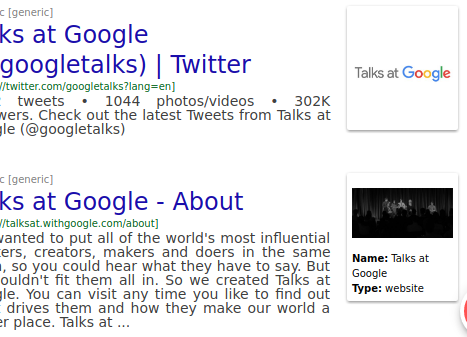 c [generic]
ks at Google
googletalks) | Twitter
//twitter.com/googletalks?lang=en]
tweets • 1044 photos/videos • 302K
wers. Check out the latest Tweets from Talks at
gle (@googletalks)
Talks at Google
c [generic]
ks at Google - About
//talksat.withgoogle.com/about]
wanted to put all of the world's most influential
kers, creators, makers and doers in the same
, so you could hear what they have to say. But
ouldn't fit them all in. So we created Talks at
gle. You can visit any time you like to find out
drives them and how they make our world a
er place. Talks at ...
Name: Talks at
Google
Type: website